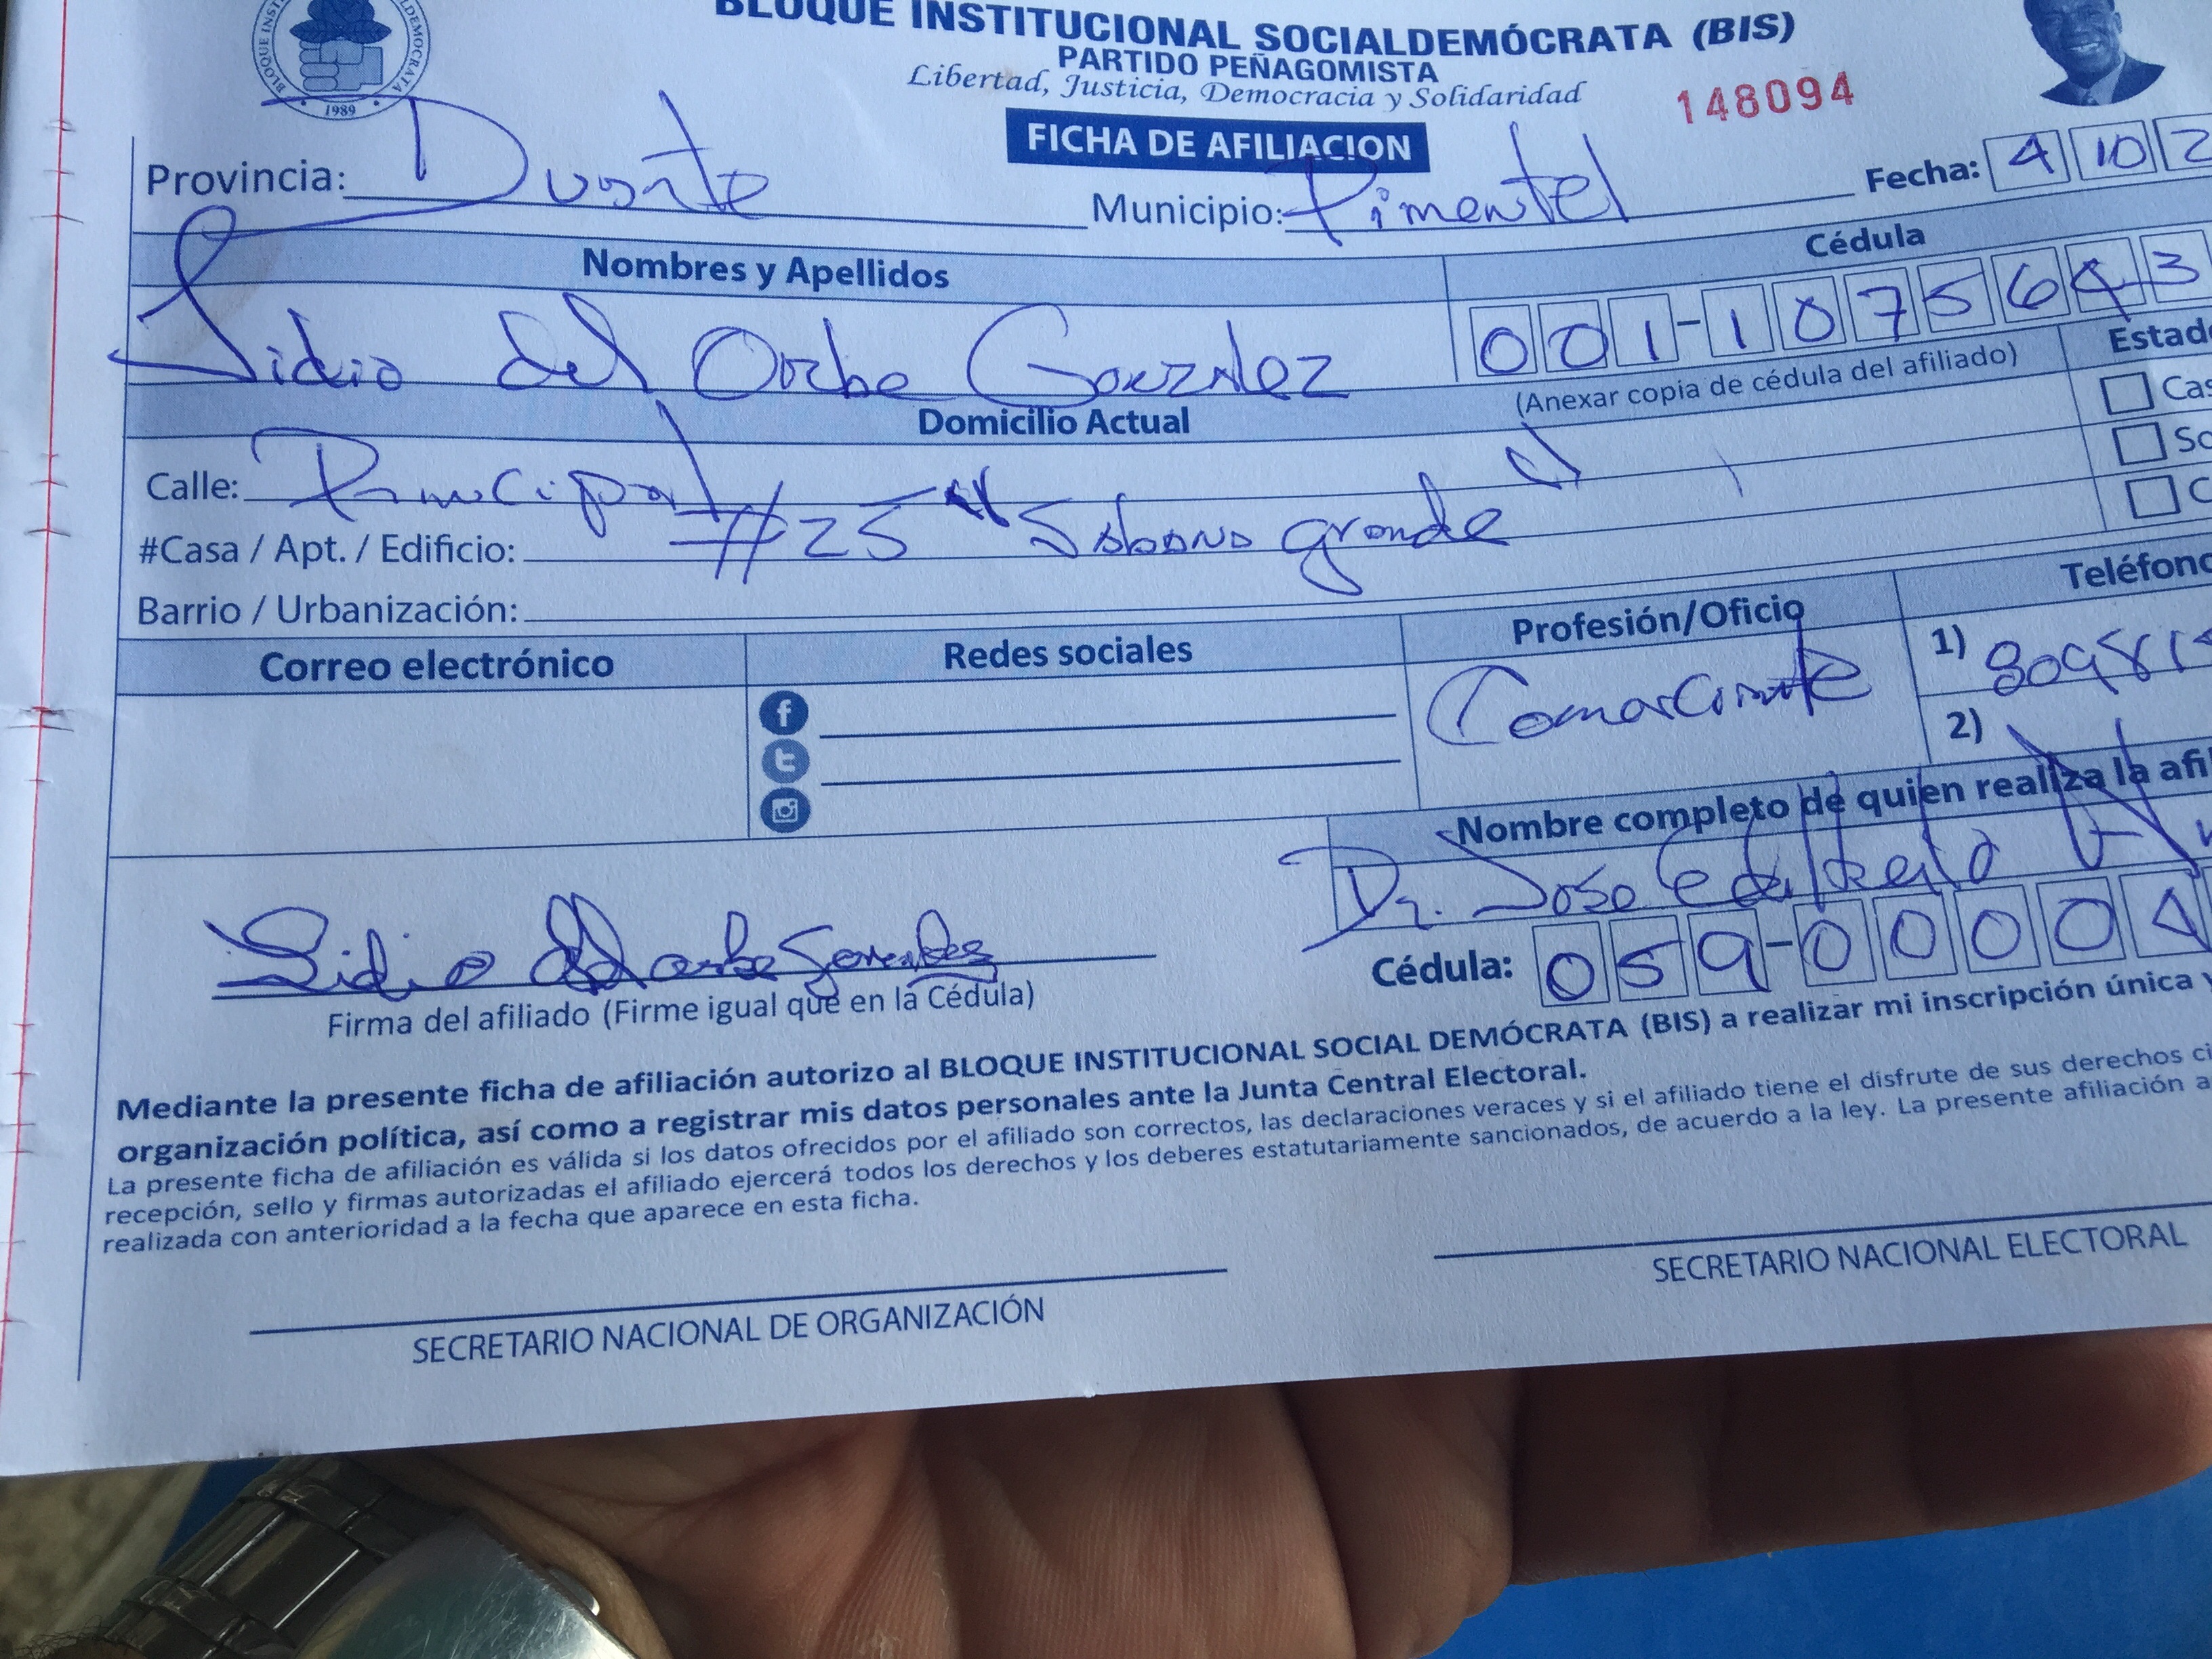 BLOQUE INSTITUCIONAL SOCIALDEMÓCRATA (BIS)
PARTIDO PEÑAGOMISTA
Libertad, Justicia, Democracia y Solidaridad
148094
1989
FICHA DE AFILIACION
Provincia: Duarte Municipio: Pimentel Fecha: 4 10 2
Nombres y Apellidos Cédula
Lidio del Orbe Gonzalez 001-1075643
(Anexar copia de cédula del afiliado)
Domicilio Actual
Calle: Principal
#Casa / Apt. / Edificio: #25 "Sabana grande"
Barrio / Urbanización:
Correo electrónico Redes sociales Profesión/Oficio
Comerciante
1) 809
2)
Nombre completo de quien realiza la
Dr. Jose
Cédula: 059-00004
Lidio
Firma del afiliado (Firme igual que en la Cédula)
Mediante la presente ficha de afiliación autorizo al BLOQUE INSTITUCIONAL SOCIAL DEMÓCRATA (BIS) a realizar mi inscripción única y
organización política, así como a registrar mis datos personales ante la Junta Central Electoral.
La presente ficha de afiliación es válida si los datos ofrecidos por el afiliado son correctos, las declaraciones veraces y si el afiliado tiene el disfrute de sus derechos
recepción, sello y firmas autorizadas el afiliado ejercerá todos los derechos y los deberes estatutariamente sancionados, de acuerdo a la ley. La presente afiliación
realizada con anterioridad a la fecha que aparece en esta ficha.
SECRETARIO NACIONAL DE ORGANIZACIÓN
SECRETARIO NACIONAL ELECTORAL